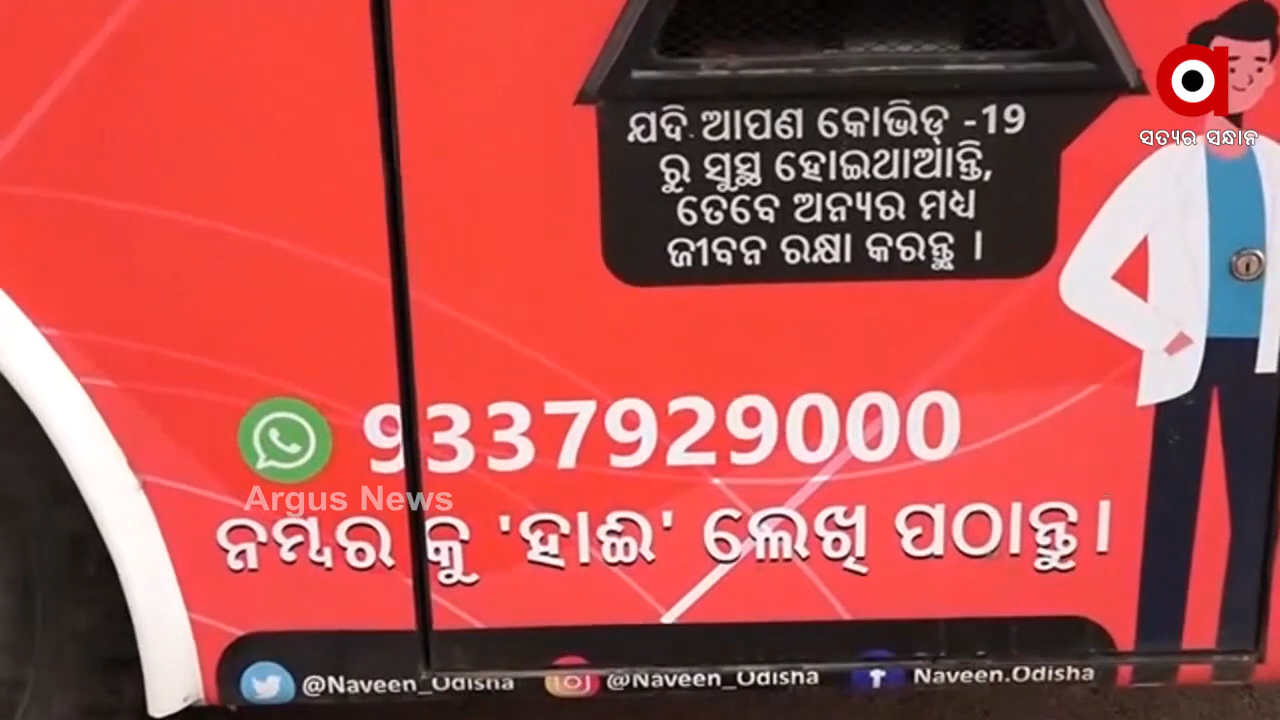 ଯଦି ଆପଣ କୋଭିଡ୍ -19
ରୁ ସୁସ୍ଥ ହୋଇଥାଆନ୍ତି,
ତେବେ ଅନ୍ୟର ମଧ୍ୟ
ଜୀବନ ରକ୍ଷା କରନ୍ତୁ ।
ସତ୍ୟର ସନ୍ଧାନ
9337929000
Argus News
ନମ୍ବର କୁ 'ହାଈ' ଲେଖି ପଠାନ୍ତୁ ।
@Naveen_Odisha @Naveen_Odisha Naveen.Odisha